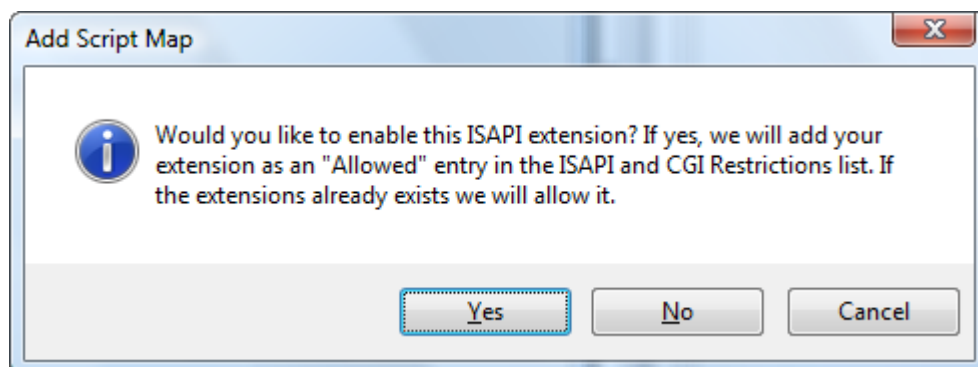 Add Script Map
Would you like to enable this ISAPI extension? If yes, we will add your
extension as an "Allowed" entry in the ISAPI and CGI Restrictions list. If
the extensions already exists we will allow it.
Yes
No
Cancel